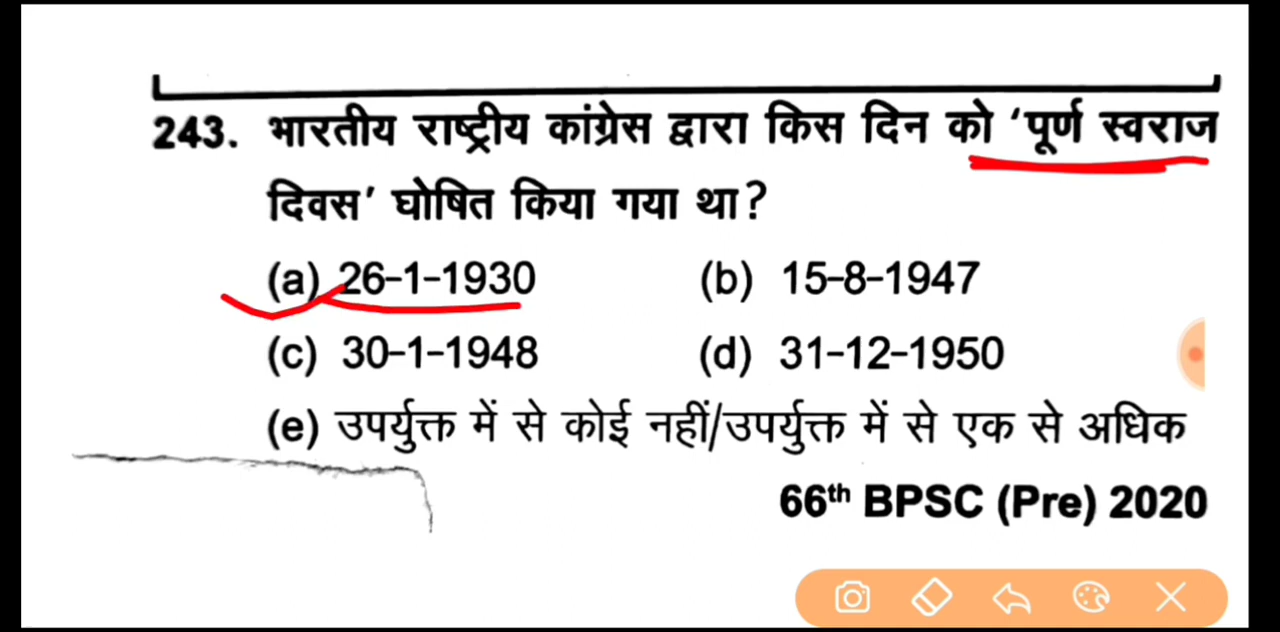 243. भारतीय राष्ट्रीय कांग्रेस द्वारा किस दिन को ‘पूर्ण स्वराज
दिवस’ घोषित किया गया था?
(a) 26-1-1930 (b) 15-8-1947
(c) 30-1-1948 (d) 31-12-1950
(e) उपर्युक्त में से कोई नहीं/उपर्युक्त में से एक से अधिक
66th BPSC (Pre) 2020